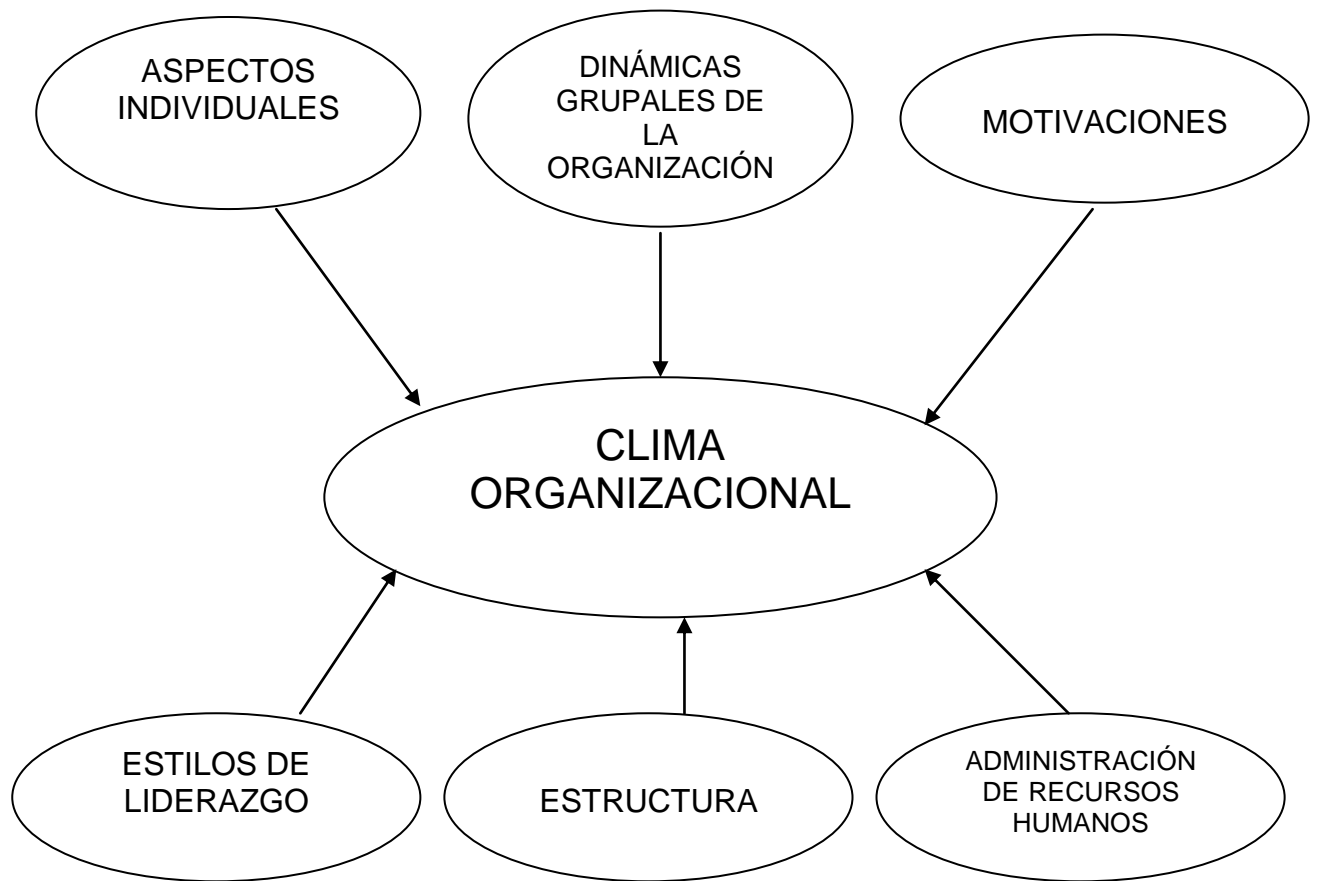 ASPECTOS
INDIVIDUALES
DINÁMICAS
GRUPALES DE
LA
ORGANIZACIÓN
MOTIVACIONES
CLIMA
ORGANIZACIONAL
ESTILOS DE
LIDERAZGO
ESTRUCTURA
ADMINISTRACIÓN
DE RECURSOS
HUMANOS